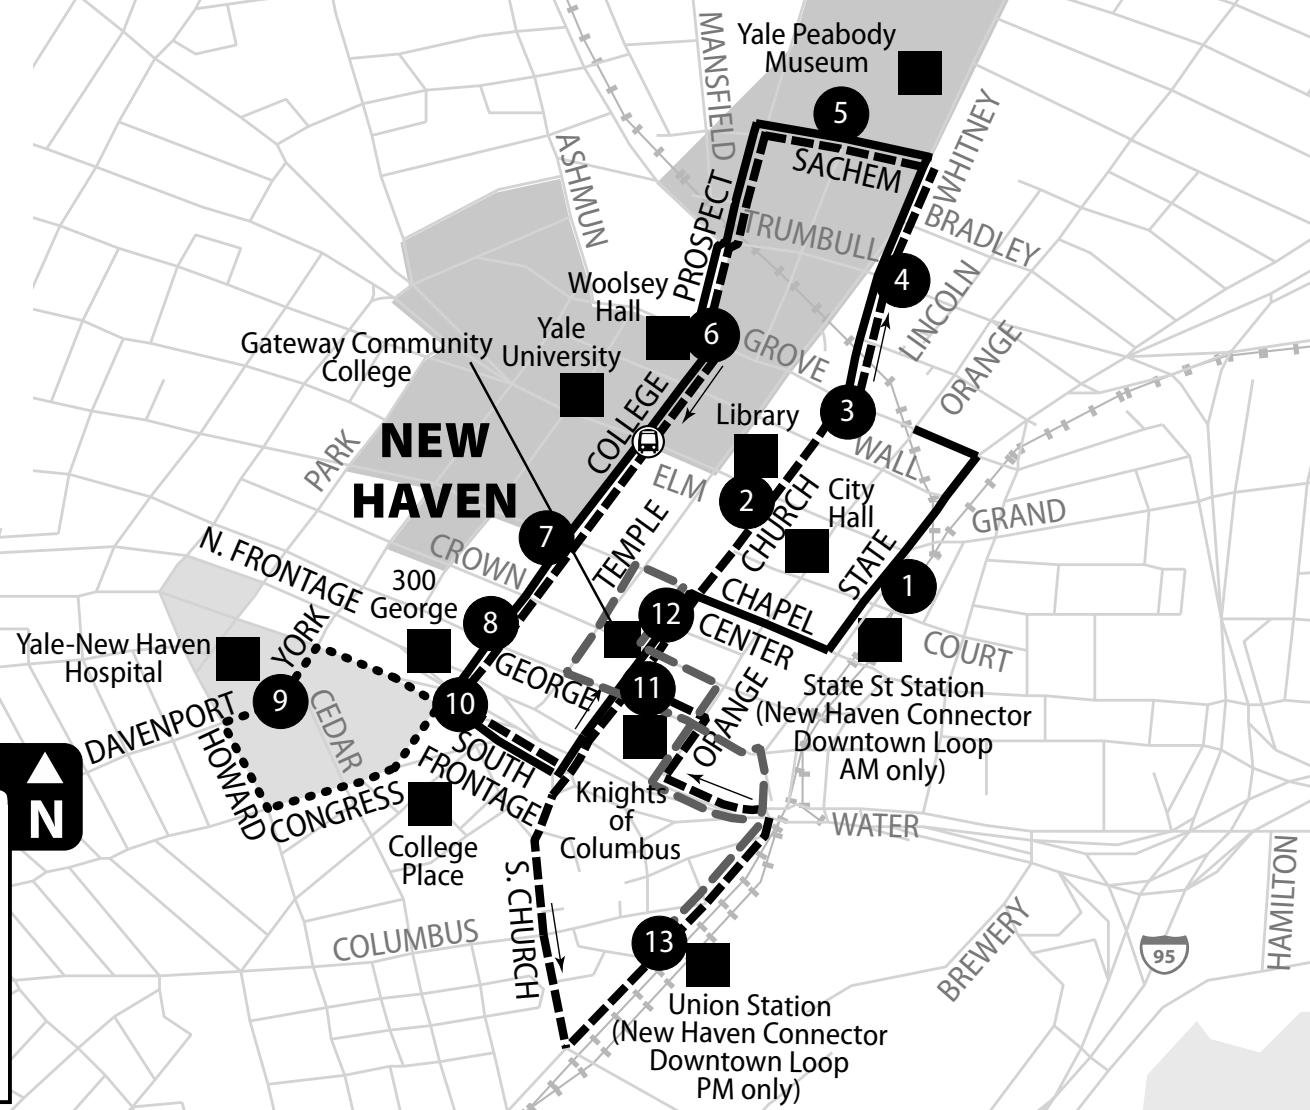 MANSFIELD
Yale Peabody
Museum
5
WHITNEY
ASHMUN
SACHEM
PROSPECT
TRUMBULL
BRADLEY
4
LINCOLN
Woolsey
Hall
6
GROVE
Yale
University
Gateway Community
College
ORANGE
COLLEGE
3
Library
WALL
PARK
NEW
HAVEN
ELM
2
CHURCH
City
Hall
GRAND
7
CROWN
TEMPLE
STATE
1
N. FRONTAGE
300
George
8
12
CHAPEL
CENTER
COURT
YORK
Yale-New Haven
Hospital
9
CEDAR
GEORGE
11
10
ORANGE
State St Station
(New Haven Connector
Downtown Loop
AM only)
DAVENPORT
HOWARD
CONGRESS
SOUTH
FRONTAGE
N
Knights
of
Columbus
WATER
College
Place
S. CHURCH
COLUMBUS
13
BREWERY
HAMILTON
95
Union Station
(New Haven Connector
Downtown Loop
PM only)